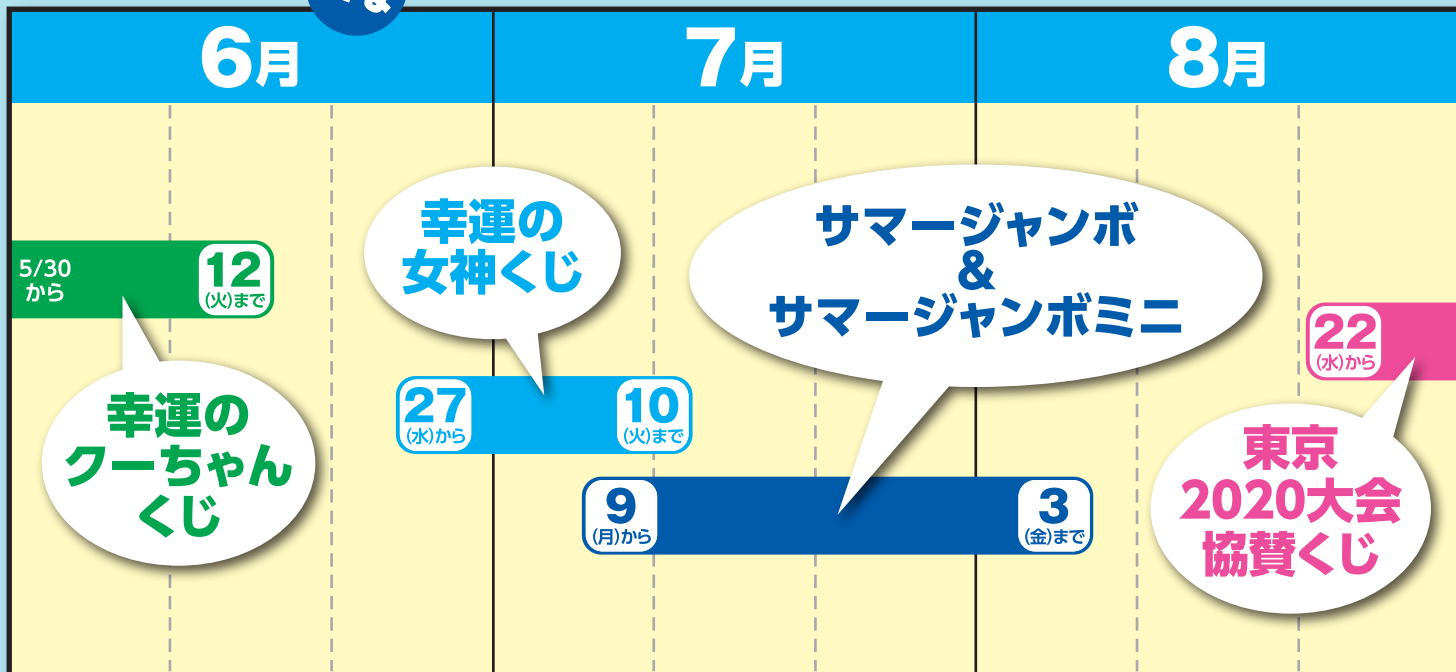 6月
7月
8月
5/30
から
12
(火)まで
幸運の
クーちゃん
くじ
幸運の
女神くじ
27
(水)から
10
(火)まで
サマージャンボ
&
サマージャンボミニ
9
(月)から
3
(金)まで
22
(水)から
東京
2020大会
協賛くじ